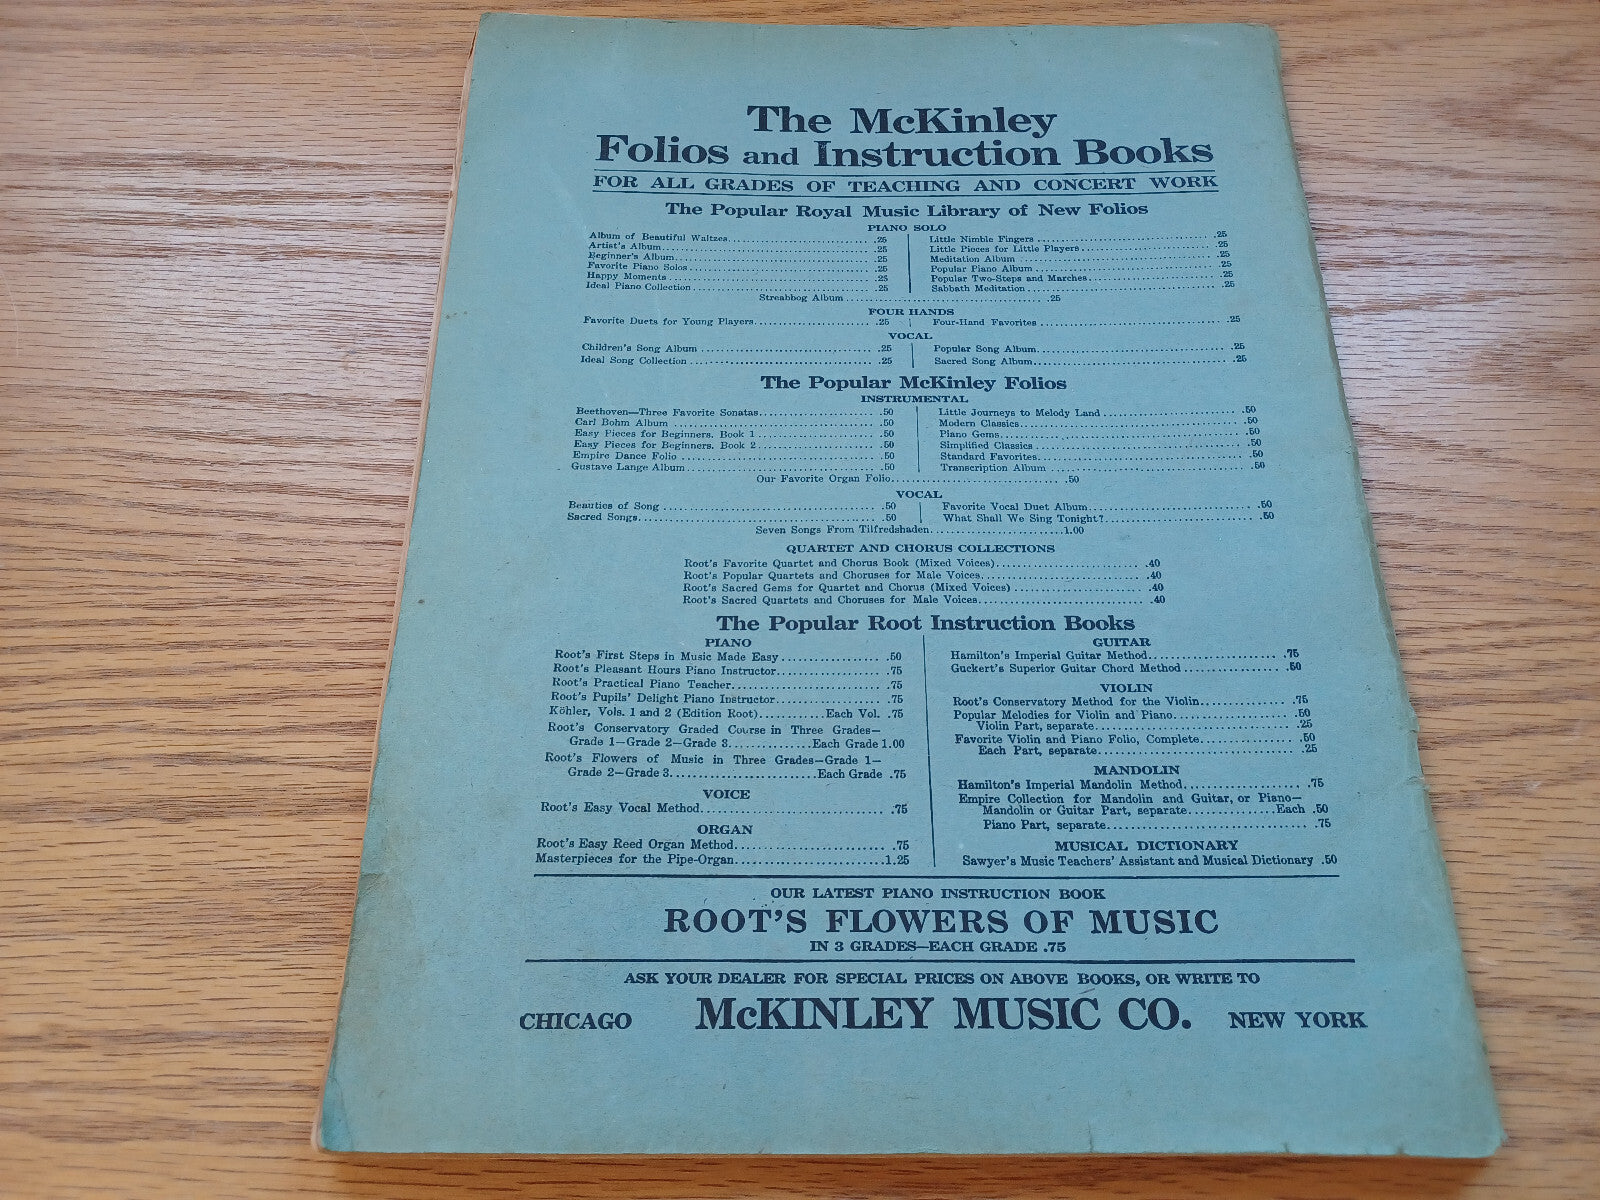 The McKinley
Folios and Instruction Books
FOR ALL GRADES OF TEACHING AND CONCERT WORK
The Popular Royal Music Library of New Folios
PIANO SOLO
Album of Beautiful Waltzes .25
Artist's Album .25
Beginner's Album .25
Favorite Piano Solos .25
Happy Moments .25
Ideal Piano Collection .25
Little Nimble Fingers .25
Little Pieces for Little Players .25
Meditation Album .25
Popular Piano Album .25
Popular Two-Steps and Marches .25
Sabbath Meditation .25
Streabbog Album .25
FOUR HANDS
Favorite Duets for Young Players .25
Four-Hand Favorites .25
VOCAL
Children's Song Album .25
Ideal Song Collection .25
Popular Song Album .25
Sacred Song Album .25
The Popular McKinley Folios
INSTRUMENTAL
Beethoven—Three Favorite Sonatas .50
Carl Bohm Album .50
Easy Pieces for Beginners. Book 1 .50
Easy Pieces for Beginners. Book 2 .50
Empire Dance Folio .50
Gustave Lange Album .50
Little Journeys to Melody Land .50
Modern Classics .50
Piano Gems .50
Simplified Classics .50
Standard Favorites .50
Transcription Album .50
Our Favorite Organ Folio .50
VOCAL
Beauties of Song .50
Sacred Songs .50
Favorite Vocal Duet Album .50
What Shall We Sing Tonight? .50
Seven Songs From Tilfredshaden 1.00
QUARTET AND CHORUS COLLECTIONS
Root's Favorite Quartet and Chorus Book (Mixed Voices) .40
Root's Popular Quartets and Choruses for Male Voices .40
Root's Sacred Gems for Quartet and Chorus (Mixed Voices) .40
Root's Sacred Quartets and Choruses for Male Voices .40
The Popular Root Instruction Books
PIANO
Root's First Steps in Music Made Easy .50
Root's Pleasant Hours Piano Instructor .75
Root's Practical Piano Teacher .75
Root's Pupils' Delight Piano Instructor .75
Köhler, Vols. 1 and 2 (Edition Root) Each Vol. .75
Root's Conservatory Graded Course in Three Grades—
Grade 1—Grade 2—Grade 3 Each Grade 1.00
Root's Flowers of Music in Three Grades—Grade 1—
Grade 2—Grade 3 Each Grade .75
VOICE
Root's Easy Vocal Method .75
ORGAN
Root's Easy Reed Organ Method .75
Masterpieces for the Pipe-Organ 1.25
GUITAR
Hamilton's Imperial Guitar Method .75
Guckert's Superior Guitar Chord Method .50
VIOLIN
Root's Conservatory Method for the Violin .75
Popular Melodies for Violin and Piano .50
Violin Part, separate .25
Favorite Violin and Piano Folio, Complete .50
Each Part, separate .25
MANDOLIN
Hamilton's Imperial Mandolin Method .75
Empire Collection for Mandolin and Guitar, or Piano—
Mandolin or Guitar Part, separate Each .50
Piano Part, separate .75
MUSICAL DICTIONARY
Sawyer's Music Teachers' Assistant and Musical Dictionary .50
OUR LATEST PIANO INSTRUCTION BOOK
ROOT'S FLOWERS OF MUSIC
IN 3 GRADES—EACH GRADE .75
ASK YOUR DEALER FOR SPECIAL PRICES ON ABOVE BOOKS, OR WRITE TO
CHICAGO McKINLEY MUSIC CO. NEW YORK